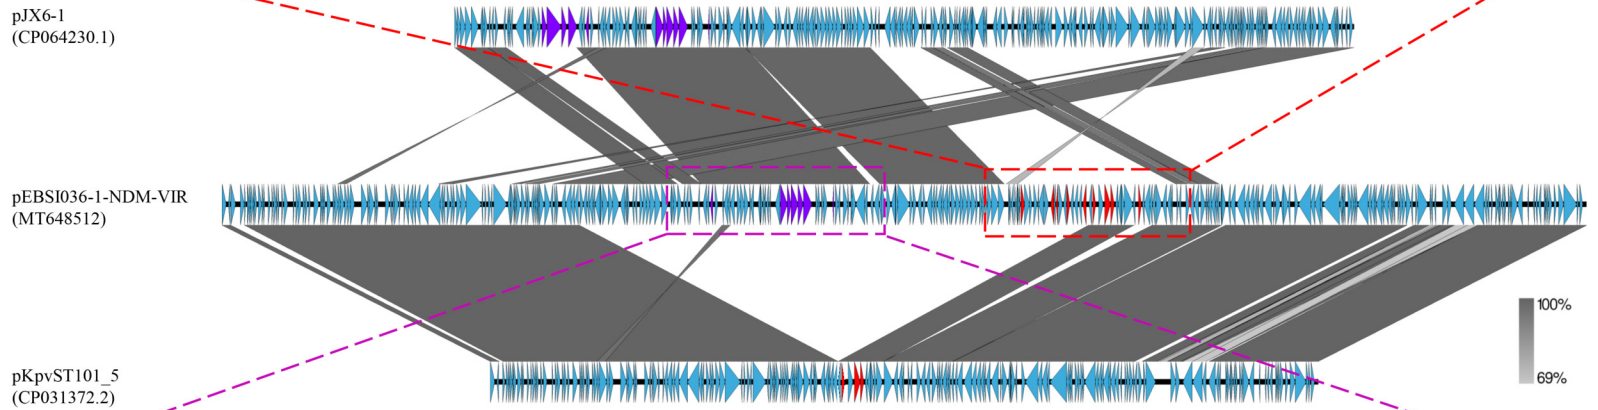 pJX6-1
(CP064230.1)
pEBSI036-1-NDM-VIR
(MT648512)
100%
69%
pKpvST101_5
(CP031372.2)